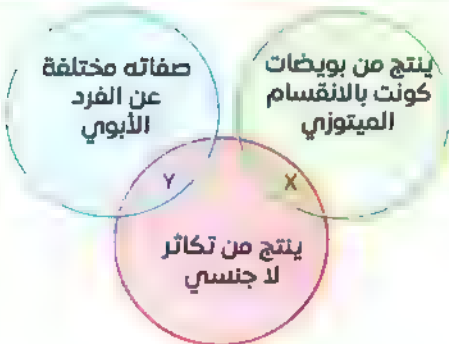 ينتج من بويضات
كونت بالانقسام
الميتوزي
صفاته مختلفة
عن الفرد
الأبوي
X
Y
ينتج من تكاثر
لا جنسي